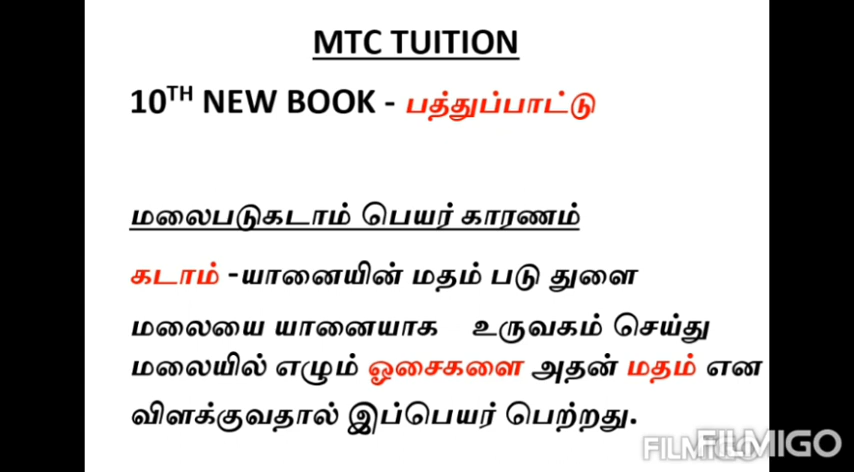 MTC TUITION
10TH NEW BOOK - பத்துப்பாட்டு
மலைபடுகடாம் பெயர் காரணம்
கடாம் -யானையின் மதம் படு துளை
மலையை யானையாக உருவகம் செய்து
மலையில் எழும் ஓசைகளை அதன் மதம் என
விளக்குவதால் இப்பெயர் பெற்றது.
FILMIGO
FILMIGO